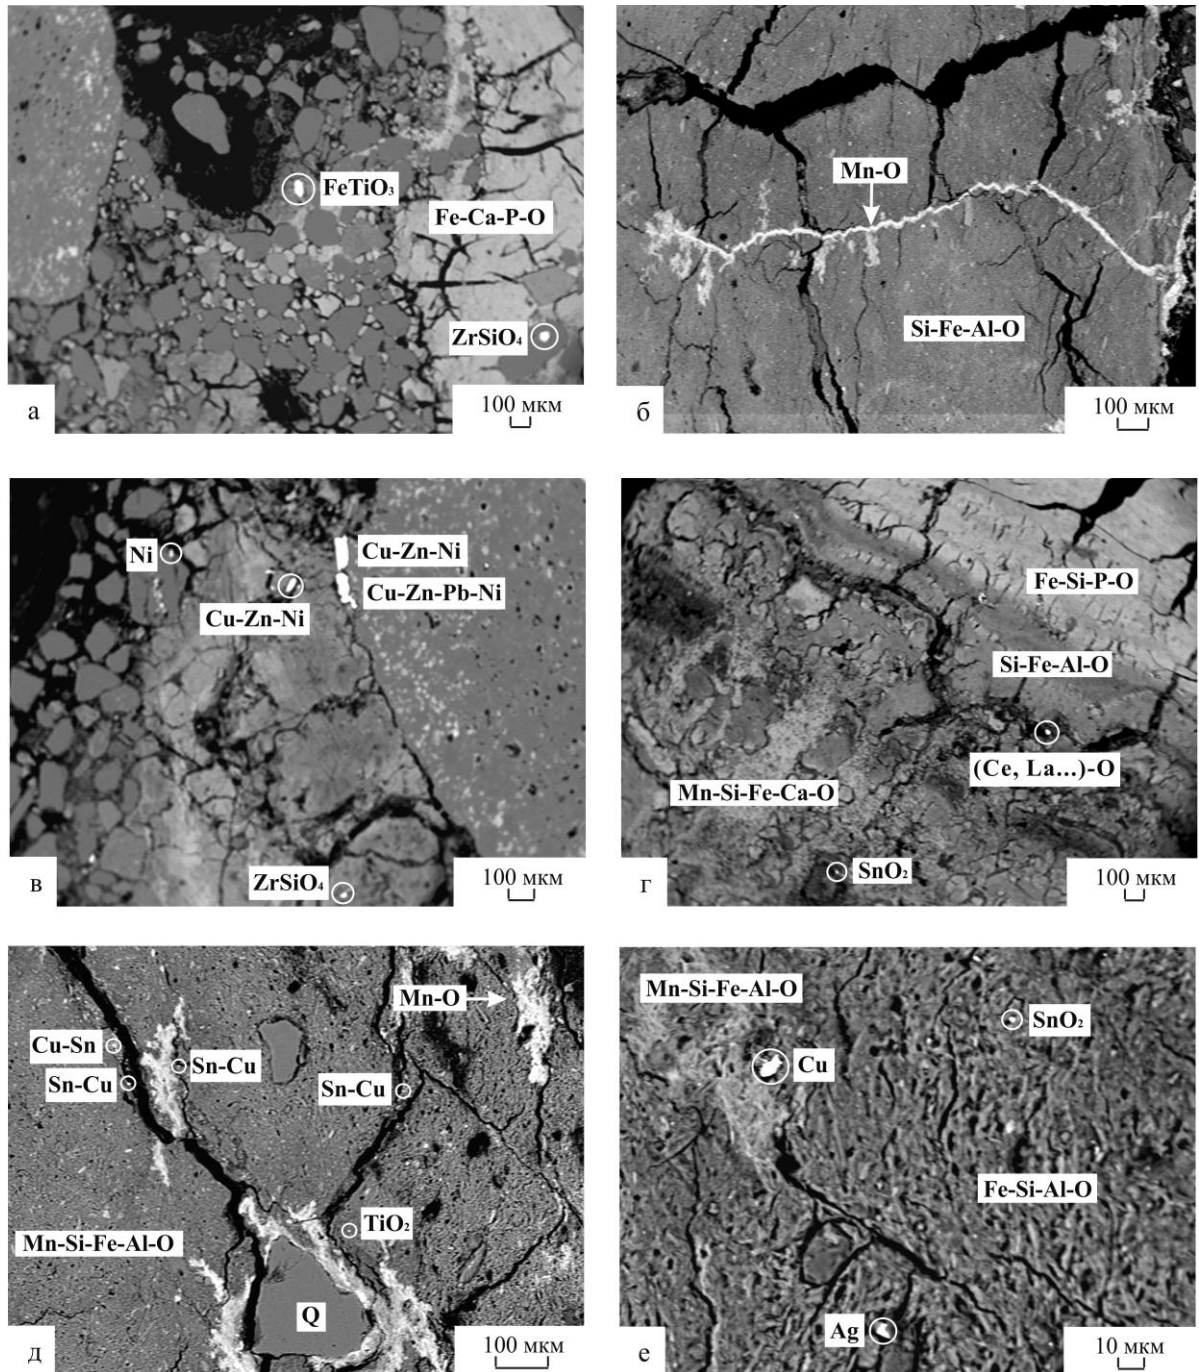 FeTiO₃
Fe-Ca-P-O
ZrSiO₄
а
100 мкм
Mn-O
Si-Fe-Al-O
б
100 мкм
Ni
Cu-Zn-Ni
Cu-Zn-Pb-Ni
Cu-Zn-Ni
ZrSiO₄
в
100 мкм
Fe-Si-P-O
Si-Fe-Al-O
(Ce, La...)-O
Mn-Si-Fe-Ca-O
SnO₂
г
100 мкм
Mn-O
Cu-Sn
Sn-Cu
Sn-Cu
Sn-Cu
TiO₂
Mn-Si-Fe-Al-O
Q
д
100 мкм
Mn-Si-Fe-Al-O
SnO₂
Cu
Fe-Si-Al-O
Ag
е
10 мкм